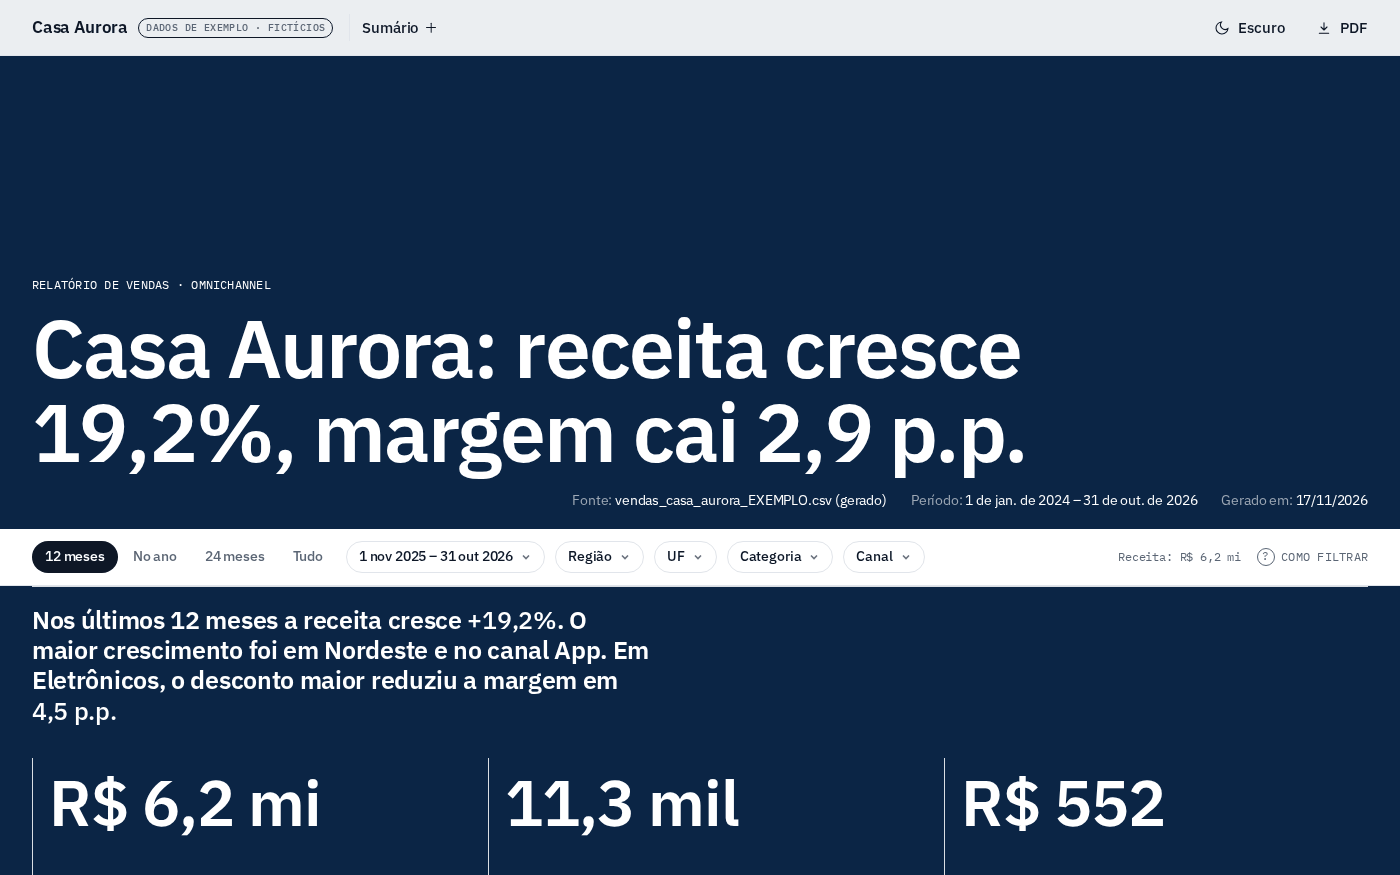 Casa Aurora
DADOS DE EXEMPLO · FICTÍCIOS
Sumário +
Escuro
PDF
RELATÓRIO DE VENDAS · OMNICHANNEL
Casa Aurora: receita cresce
19,2%, margem cai 2,9 p.p.
Fonte: vendas_casa_aurora_EXEMPLO.csv (gerado)
Período: 1 de jan. de 2024 – 31 de out. de 2026
Gerado em: 17/11/2026
12 meses
No ano
24 meses
Tudo
1 nov 2025 – 31 out 2026
Região
UF
Categoria
Canal
Receita: R$ 6,2 mi
? COMO FILTRAR
Nos últimos 12 meses a receita cresce +19,2%. O
maior crescimento foi em Nordeste e no canal App. Em
Eletrônicos, o desconto maior reduziu a margem em
4,5 p.p.
R$ 6,2 mi
11,3 mil
R$ 552